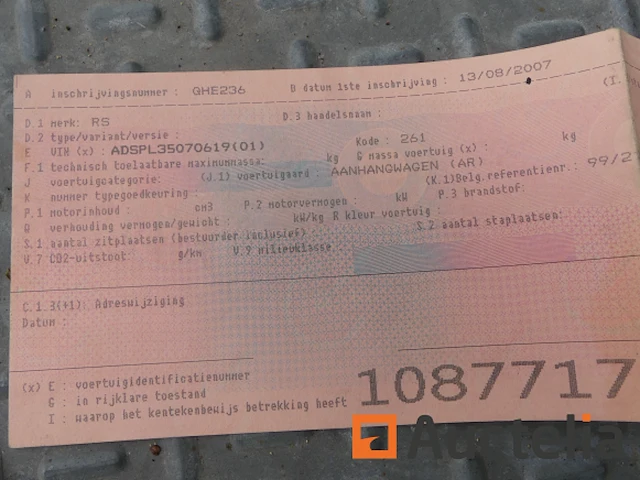 A inschrijvingsnummer : GHE236 B datum 1ste inschrijving : 13/08/2007 (I.
D.1 merk: RS D.3 handelsnaam :
D.2 type/variant/versie :
E VIN (x) : ADSPL35070619(01) Kode : 261
F.1 technisch toelaatbare maximummassa: kg G massa voertuig (x) : kg
J voertuigcategorie: (J.1) voertuigaard : AANHANGWAGEN (AR)
K nummer typegoedkeuring : (K.1)Belg.referentienr.: 99/2
P.1 motorinhoud : cm3 P.2 motorvermogen : kW P.3 brandstof:
Q verhouding vermogen/gewicht : kW/kg R kleur voertuig :
S.1 aantal zitplaatsen (bestuurder inclusief) : S.2 aantal staplaatsen:
V.7 CO2-uitstoot: g/km V.9 milieuklasse
C.1.3(+1): Adreswijziging
Datum :
(x) E : voertuigidentificatienummer
G : in rijklare toestand
I : waarop het kentekenbewijs betrekking heeft
1087717
Auctelia